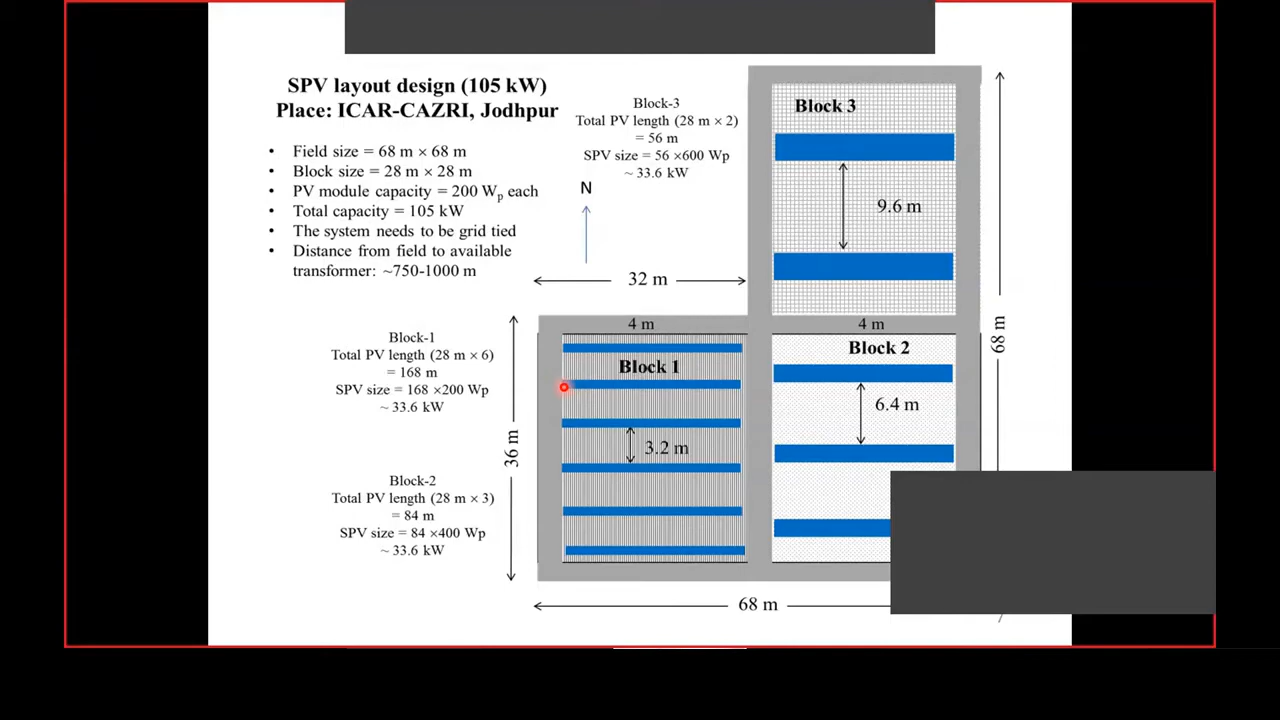 SPV layout design (105 kW)
Place: ICAR-CAZRI, Jodhpur
• Field size = 68 m × 68 m
• Block size = 28 m × 28 m
• PV module capacity = 200 Wp each
• Total capacity = 105 kW
• The system needs to be grid tied
• Distance from field to available
transformer: ~750-1000 m
Block-3
Total PV length (28 m × 2)
= 56 m
SPV size = 56 ×600 Wp
~ 33.6 kW
N
32 m
Block 3
9.6 m
68 m
Block-1
Total PV length (28 m × 6)
= 168 m
SPV size = 168 ×200 Wp
~ 33.6 kW
Block-2
Total PV length (28 m × 3)
= 84 m
SPV size = 84 ×400 Wp
~ 33.6 kW
36 m
4 m
Block 1
3.2 m
4 m
Block 2
6.4 m
68 m